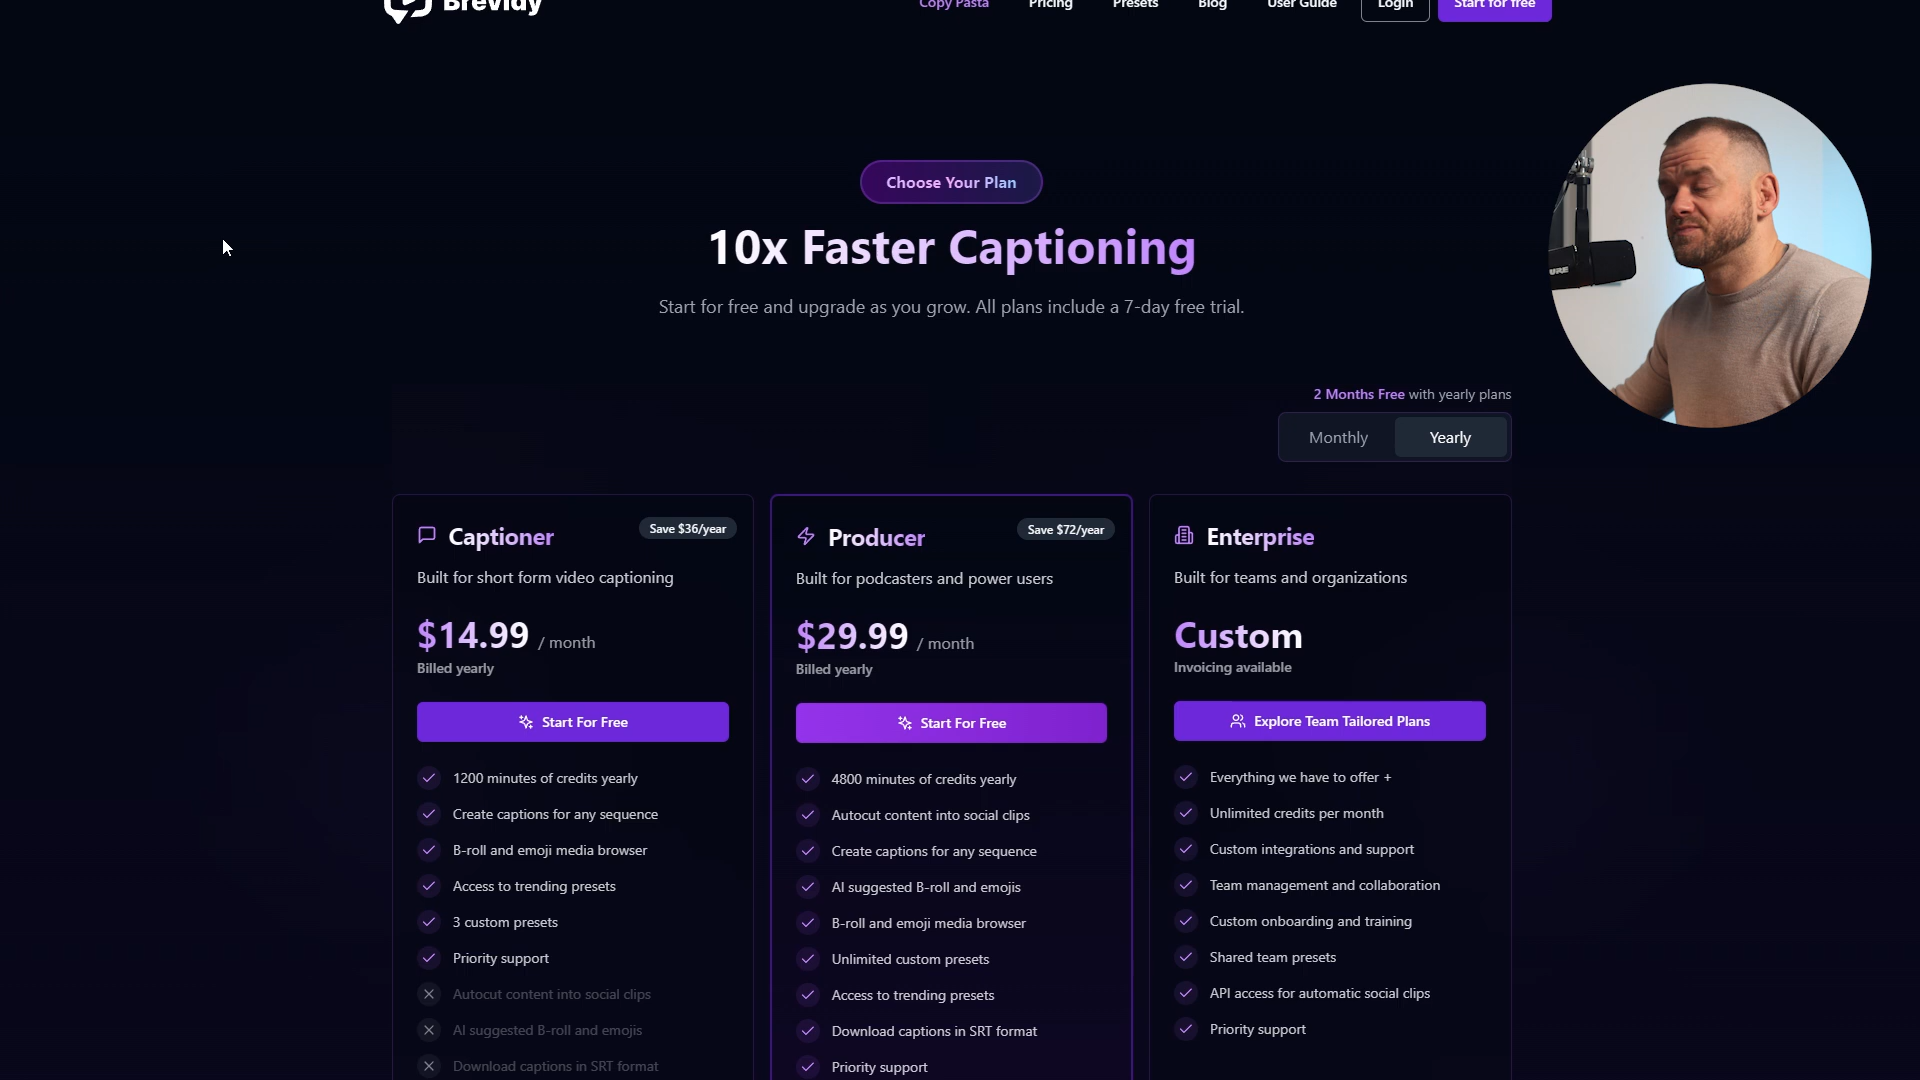 Brevidy
Copy Pasta
Pricing
Presets
Blog
User Guide
Login
Start for free
Choose Your Plan
10x Faster Captioning
Start for free and upgrade as you grow. All plans include a 7-day free trial.
2 Months Free with yearly plans
Monthly
Yearly
Captioner
Save $36/year
Built for short form video captioning
$14.99 / month
Billed yearly
Start For Free
1200 minutes of credits yearly
Create captions for any sequence
B-roll and emoji media browser
Access to trending presets
3 custom presets
Priority support
Autocut content into social clips
AI suggested B-roll and emojis
Download captions in SRT format
Producer
Save $72/year
Built for podcasters and power users
$29.99 / month
Billed yearly
Start For Free
4800 minutes of credits yearly
Autocut content into social clips
Create captions for any sequence
AI suggested B-roll and emojis
B-roll and emoji media browser
Unlimited custom presets
Access to trending presets
Download captions in SRT format
Priority support
Enterprise
Built for teams and organizations
Custom
Invoicing available
Explore Team Tailored Plans
Everything we have to offer +
Unlimited credits per month
Custom integrations and support
Team management and collaboration
Custom onboarding and training
Shared team presets
API access for automatic social clips
Priority support